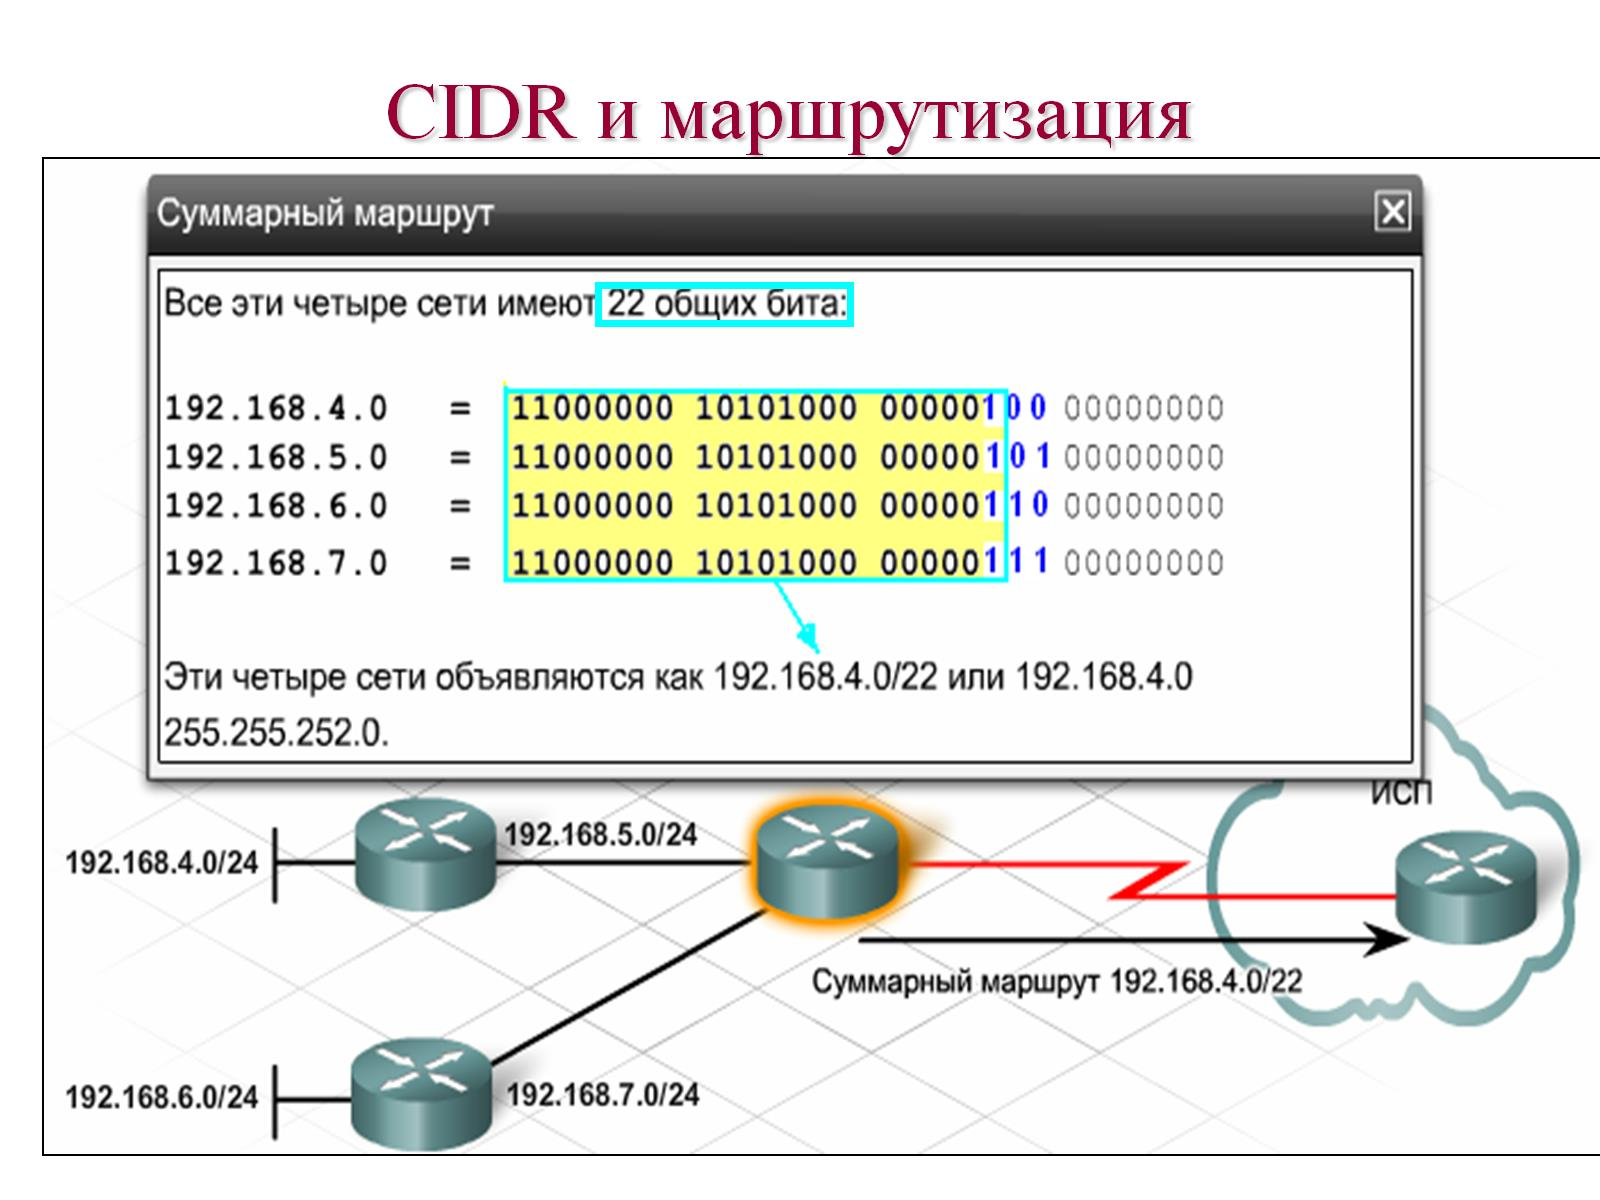 CIDR и маршрутизация
Суммарный маршрут
Все эти четыре сети имеют 22 общих бита:
192.168.4.0 = 11000000 10101000 00000100 00000000
192.168.5.0 = 11000000 10101000 00000101 00000000
192.168.6.0 = 11000000 10101000 00000110 00000000
192.168.7.0 = 11000000 10101000 00000111 00000000
Эти четыре сети объявляются как 192.168.4.0/22 или 192.168.4.0
255.255.252.0.
ИСП
192.168.5.0/24
192.168.4.0/24
Суммарный маршрут 192.168.4.0/22
192.168.6.0/24
192.168.7.0/24